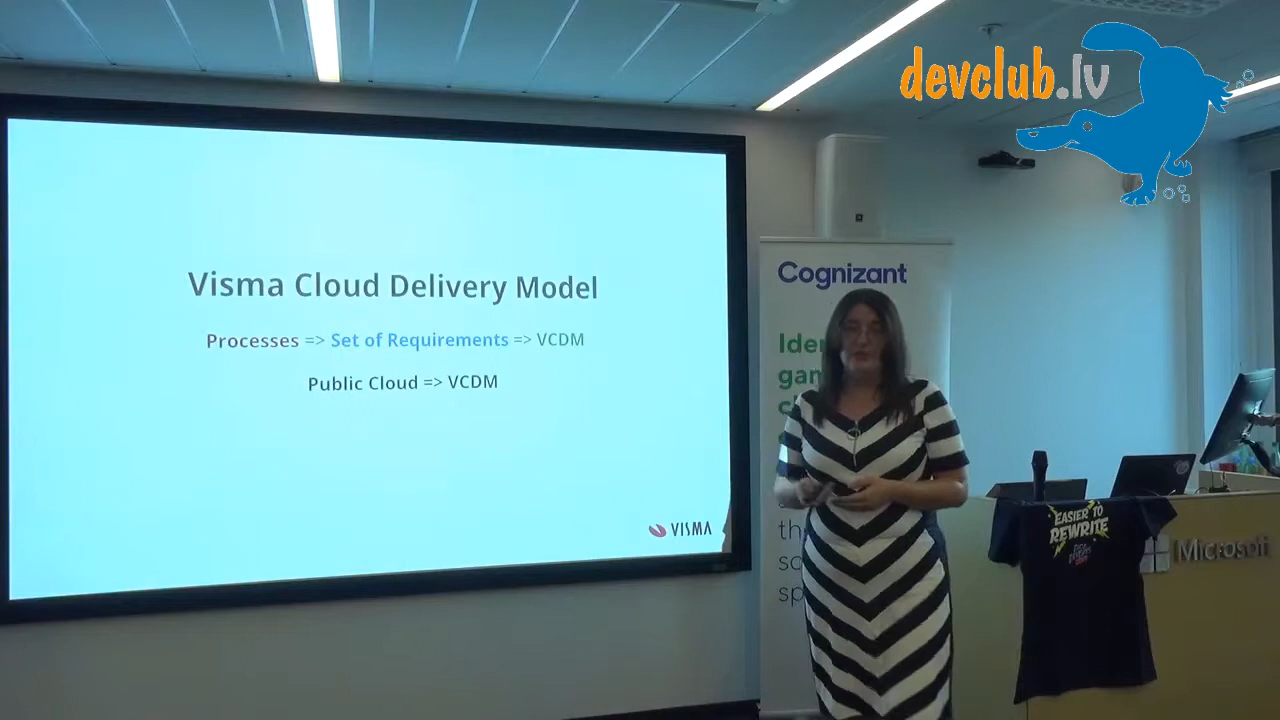 devclub.lv
Visma Cloud Delivery Model
Processes => Set of Requirements => VCDM
Public Cloud => VCDM
VISMA
Cognizant
EASIER TO
REWRITE
Microsoft